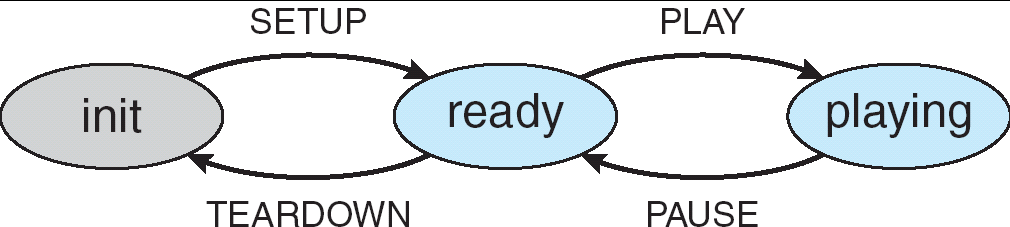 SETUP
PLAY
init
ready
playing
TEARDOWN
PAUSE